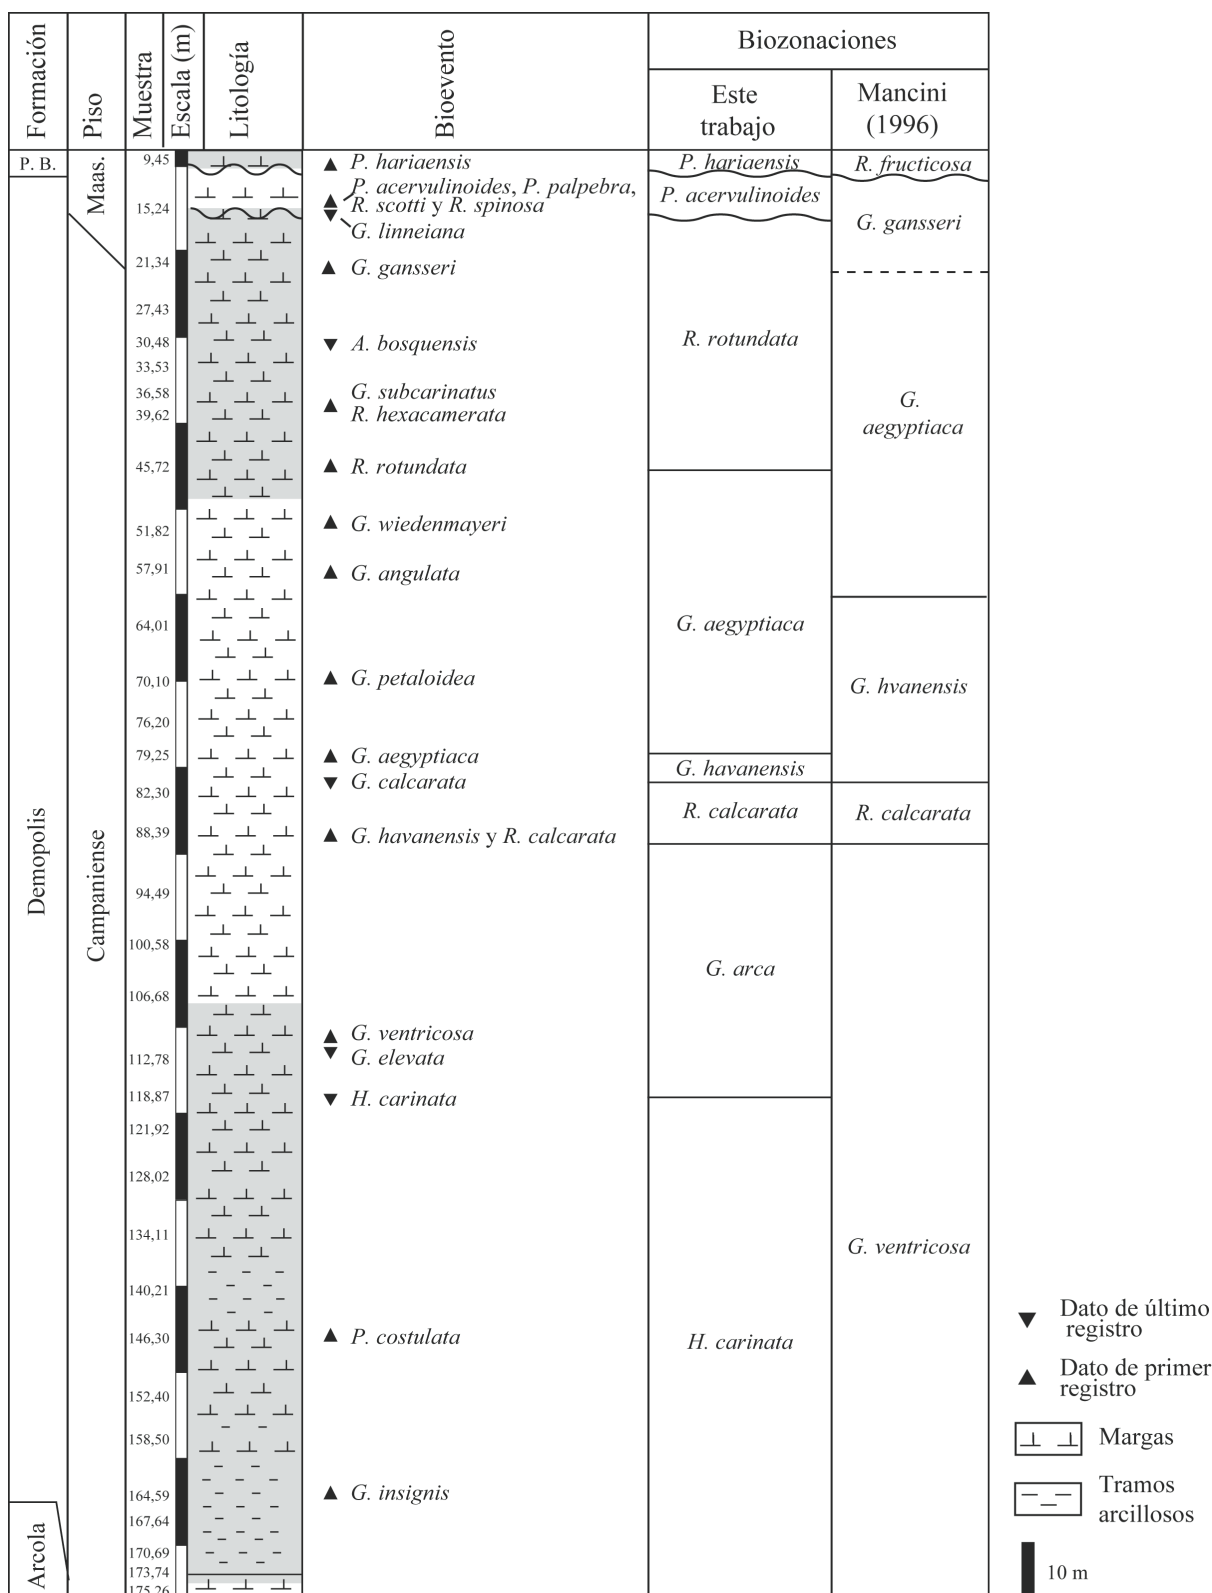 Formación
Piso
Muestra
Escala (m)
Litología
Bioevento
Biozonaciones
Este
trabajo
Mancini
(1996)
P. B.
Maas.
Demopolis
Campaniense
Arcola
9,45
15,24
21,34
27,43
30,48
33,53
36,58
39,62
45,72
51,82
57,91
64,01
70,10
76,20
79,25
82,30
88,39
94,49
100,58
106,68
112,78
118,87
121,92
128,02
134,11
140,21
146,30
152,40
158,50
164,59
167,64
170,69
173,74
175,26
P. hariaensis
P. acervulinoides, P. palpebra,
R. scotti y R. spinosa
G. linneiana
G. gansseri
A. bosquensis
G. subcarinatus
R. hexacamerata
R. rotundata
G. wiedenmayeri
G. angulata
G. petaloidea
G. aegyptiaca
G. calcarata
G. havanensis y R. calcarata
G. ventricosa
G. elevata
H. carinata
P. costulata
G. insignis
P. hariaensis
P. acervulinoides
R. rotundata
G. aegyptiaca
G. havanensis
R. calcarata
G. arca
H. carinata
R. fructicosa
G. gansseri
G.
aegyptiaca
G. hvanensis
R. calcarata
G. ventricosa
Dato de último
registro
Dato de primer
registro
Margas
Tramos
arcillosos
10 m